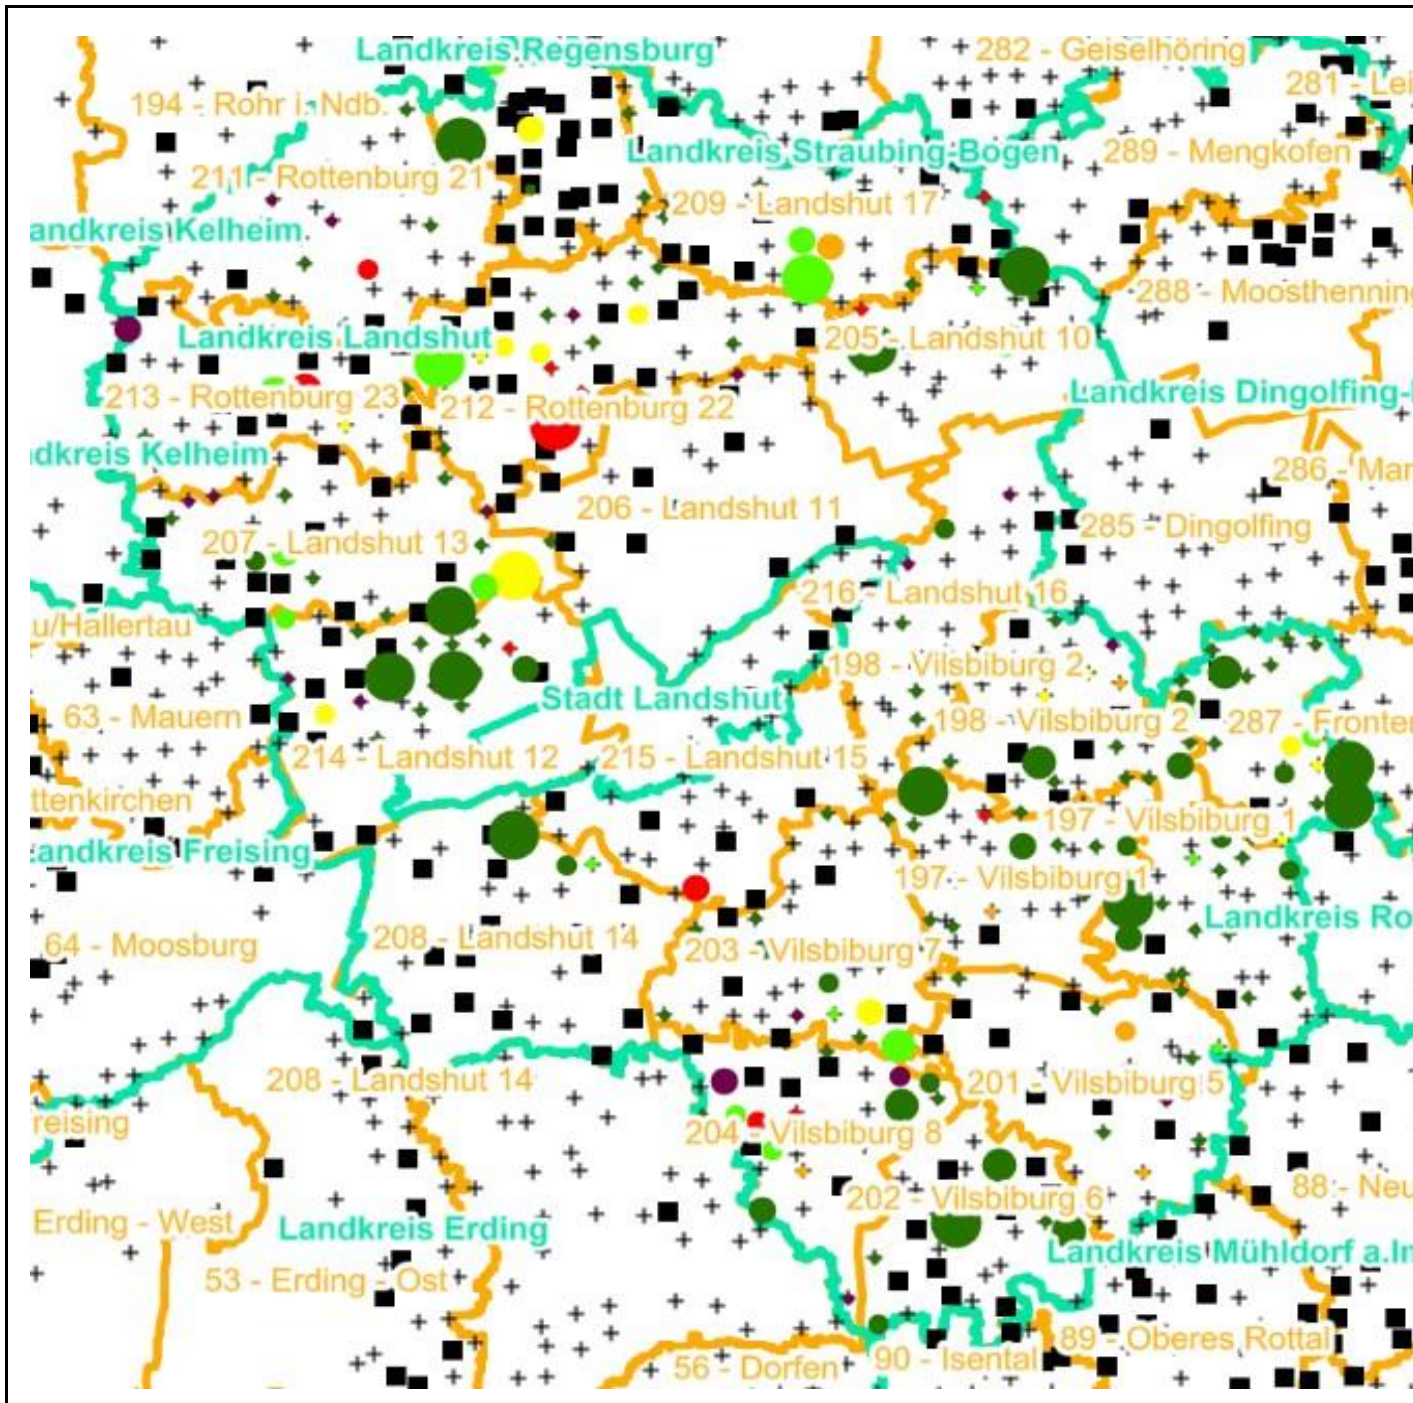 Landkreis Regensburg
282 - Geiselhöring
281 - Lei
194 - Rohr i. Ndb.
Landkreis Straubing-Bogen
289 - Mengkofen
211 - Rottenburg 21
209 - Landshut 17
andkreis Kelheim
288 - Moosthenning
Landkreis Landshut
205 - Landshut 10
Landkreis Dingolfing-
213 - Rottenburg 23
212 - Rottenburg 22
dkreis Kelheim
286 - Mar
206 - Landshut 11
285 - Dingolfing
207 - Landshut 13
216 - Landshut 16
u/Hallertau
198 - Vilsbiburg 2
Stadt Landshut
63 - Mauern
198 - Vilsbiburg 2
287 - Fronten
214 - Landshut 12
215 - Landshut 15
ttenkirchen
197 - Vilsbiburg 1
Landkreis Freising
197 - Vilsbiburg 1
Landkreis Ro
64 - Moosburg
208 - Landshut 14
203 - Vilsbiburg 7
208 - Landshut 14
201 - Vilsbiburg 5
reising
204 - Vilsbiburg 8
88 - Neu
202 - Vilsbiburg 6
Erding - West
Landkreis Erding
Landkreis Mühldorf a.In
53 - Erding - Ost
89 - Oberes Rottal
90 - Isental
56 - Dorfen